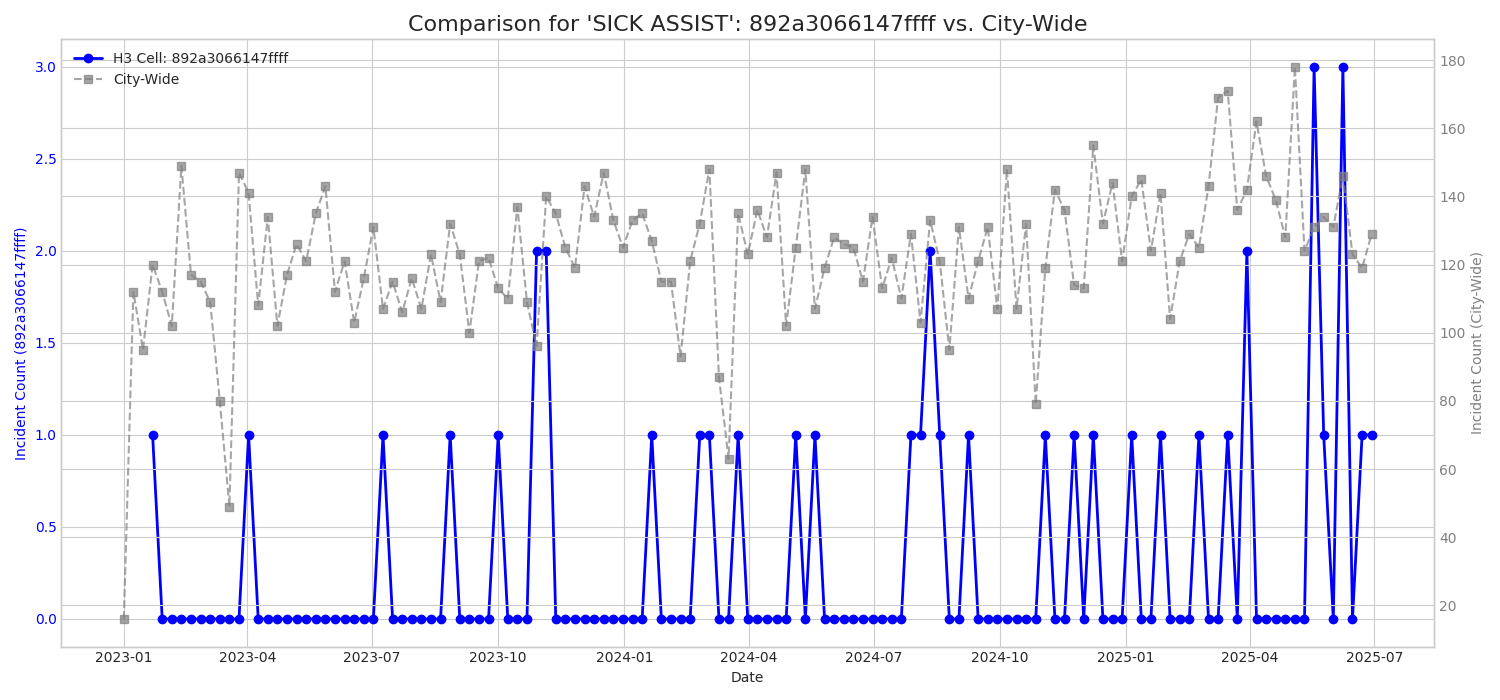 Comparison for 'SICK ASSIST': 892a3066147ffff vs. City-Wide
H3 Cell: 892a3066147ffff
City-Wide
Incident Count (892a3066147ffff)
3.0
2.5
2.0
1.5
1.0
0.5
0.0
180
160
140
120
100
80
60
40
20
Incident Count (City-Wide)
2023-01 2023-04 2023-07 2023-10 2024-01 2024-04 2024-07 2024-10 2025-01 2025-04 2025-07
Date